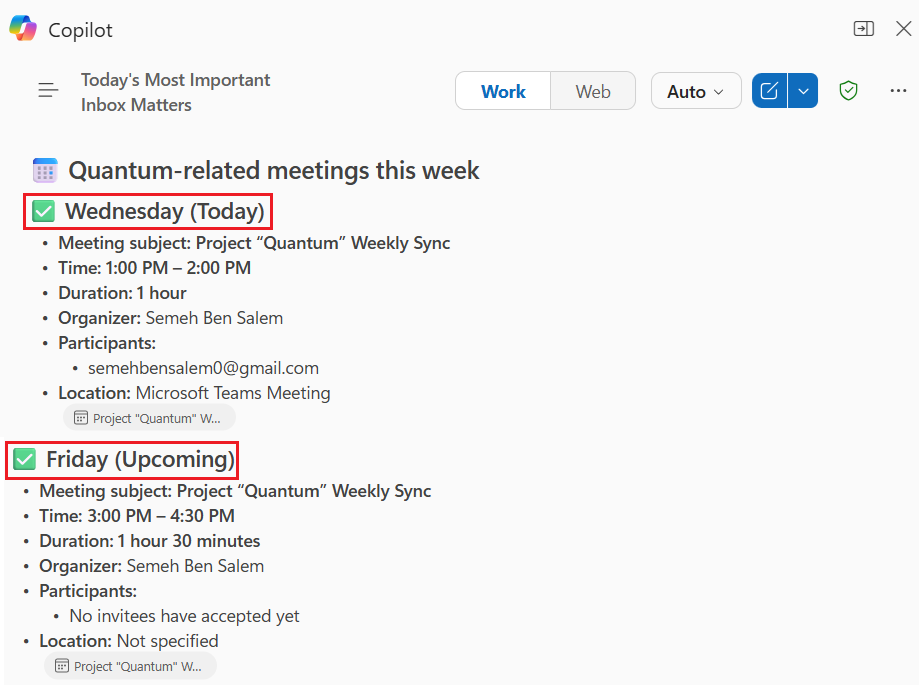 Copilot
Today's Most Important
Inbox Matters
Work
Web
Auto
Quantum-related meetings this week
Wednesday (Today)
• Meeting subject: Project “Quantum” Weekly Sync
• Time: 1:00 PM – 2:00 PM
• Duration: 1 hour
• Organizer: Semeh Ben Salem
• Participants:
• semehbensalem0@gmail.com
• Location: Microsoft Teams Meeting
Project "Quantum" W...
Friday (Upcoming)
• Meeting subject: Project “Quantum” Weekly Sync
• Time: 3:00 PM – 4:30 PM
• Duration: 1 hour 30 minutes
• Organizer: Semeh Ben Salem
• Participants:
• No invitees have accepted yet
• Location: Not specified
Project "Quantum" W...